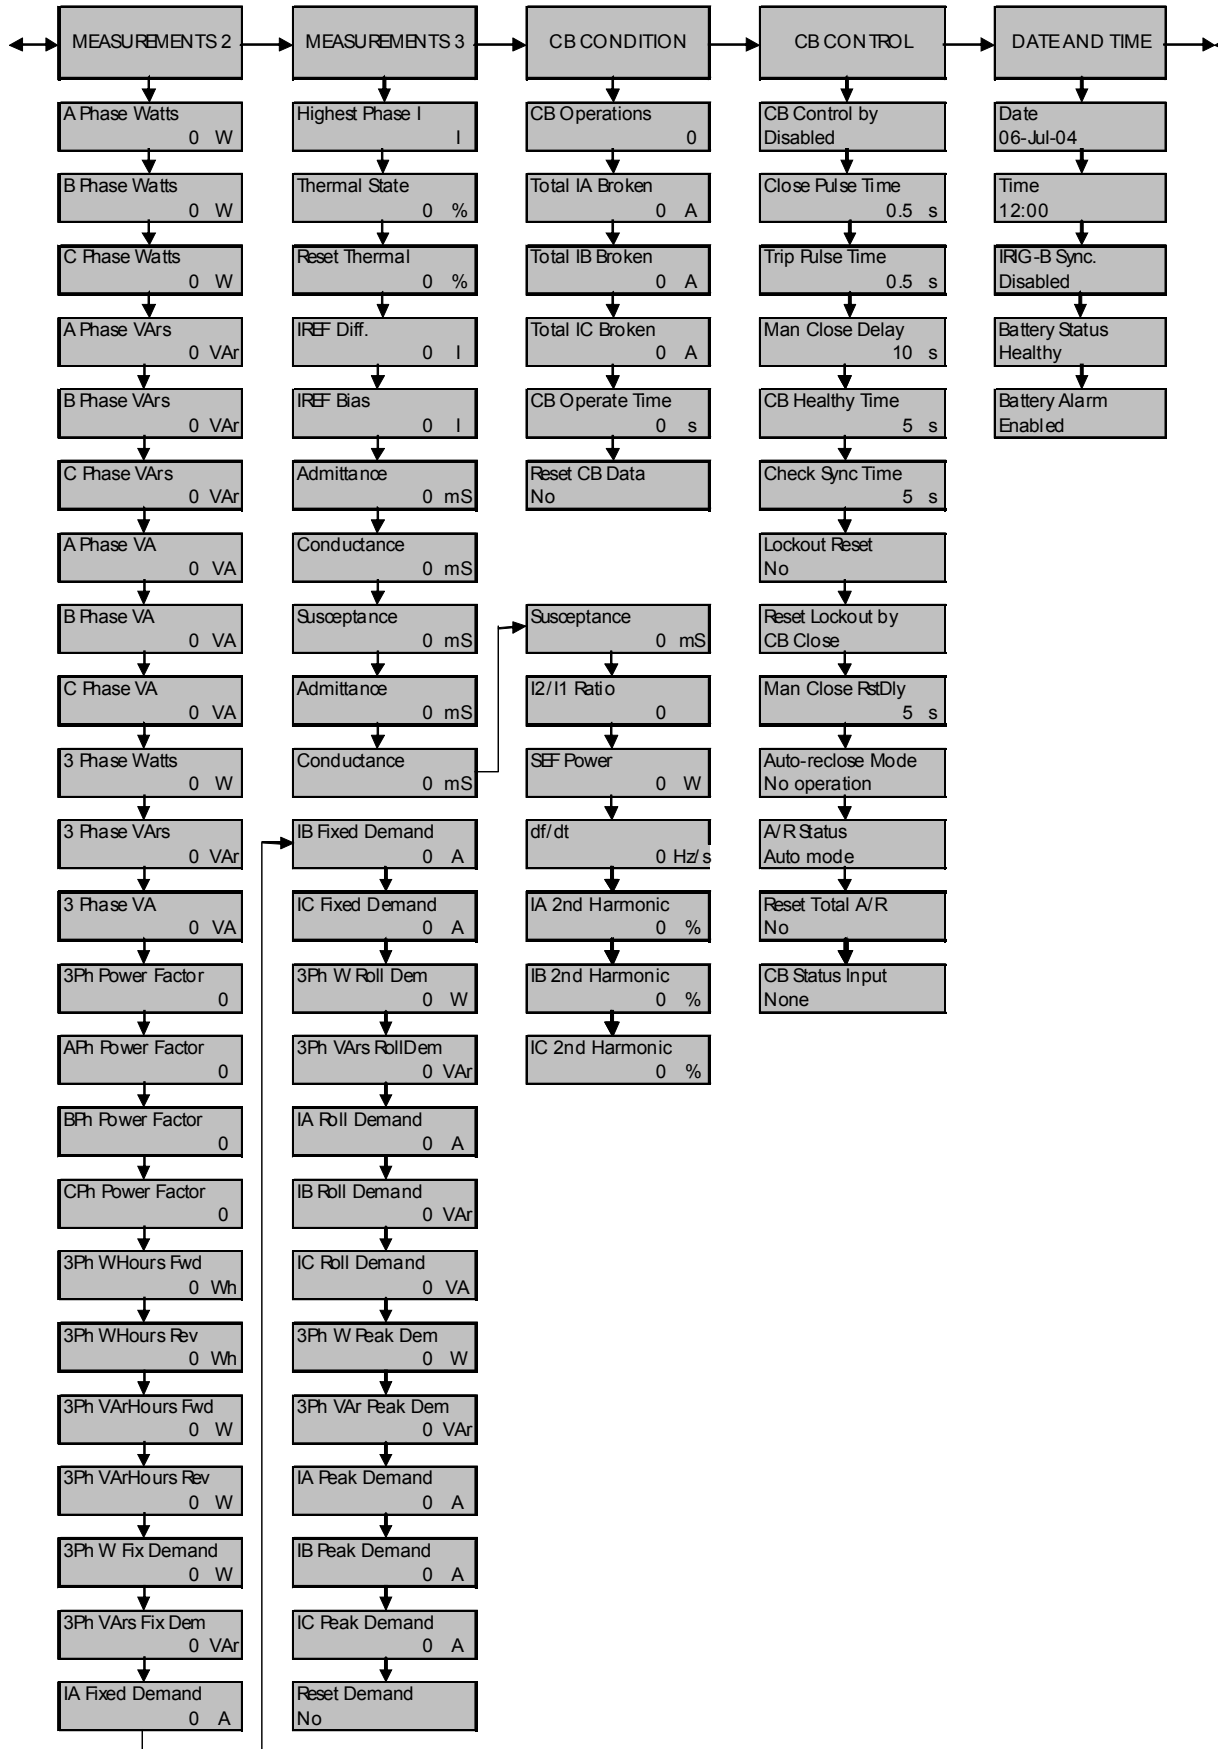 MEASUREMENTS 2
A Phase Watts
0 W
B Phase Watts
0 W
C Phase Watts
0 W
A Phase VArs
0 VAr
B Phase VArs
0 VAr
C Phase VArs
0 VAr
A Phase VA
0 VA
B Phase VA
0 VA
C Phase VA
0 VA
3 Phase Watts
0 W
3 Phase VArs
0 VAr
3 Phase VA
0 VA
3Ph Power Factor
0
APh Power Factor
0
BPh Power Factor
0
CPh Power Factor
0
3Ph WHours Fwd
0 Wh
3Ph WHours Rev
0 Wh
3Ph VArHours Fwd
0 W
3Ph VArHours Rev
0 W
3Ph W Fix Demand
0 W
3Ph VArs Fix Dem
0 VAr
IA Fixed Demand
0 A
MEASUREMENTS 3
Highest Phase I
I
Thermal State
0 %
Reset Thermal
0 %
IREF Diff.
0 I
IREF Bias
0 I
Admittance
0 mS
Conductance
0 mS
Susceptance
0 mS
Admittance
0 mS
Conductance
0 mS
IB Fixed Demand
0 A
IC Fixed Demand
0 A
3Ph W Roll Dem
0 W
3Ph VArs RollDem
0 VAr
IA Roll Demand
0 A
IB Roll Demand
0 VAr
IC Roll Demand
0 VA
3Ph W Peak Dem
0 W
3Ph VAr Peak Dem
0 VAr
IA Peak Demand
0 A
IB Peak Demand
0 A
IC Peak Demand
0 A
Reset Demand
No
CB CONDITION
CB Operations
0
Total IA Broken
0 A
Total IB Broken
0 A
Total IC Broken
0 A
CB Operate Time
0 s
Reset CB Data
No
Susceptance
0 mS
I2/I1 Ratio
0
SEF Power
0 W
df/dt
0 Hz/s
IA 2nd Harmonic
0 %
IB 2nd Harmonic
0 %
IC 2nd Harmonic
0 %
CB CONTROL
CB Control by
Disabled
Close Pulse Time
0.5 s
Trip Pulse Time
0.5 s
Man Close Delay
10 s
CB Healthy Time
5 s
Check Sync Time
5 s
Lockout Reset
No
Reset Lockout by
CB Close
Man Close RstDly
5 s
Auto-reclose Mode
No operation
A/R Status
Auto mode
Reset Total A/R
No
CB Status Input
None
DATE AND TIME
Date
06-Jul-04
Time
12:00
IRIG-B Sync.
Disabled
Battery Status
Healthy
Battery Alarm
Enabled